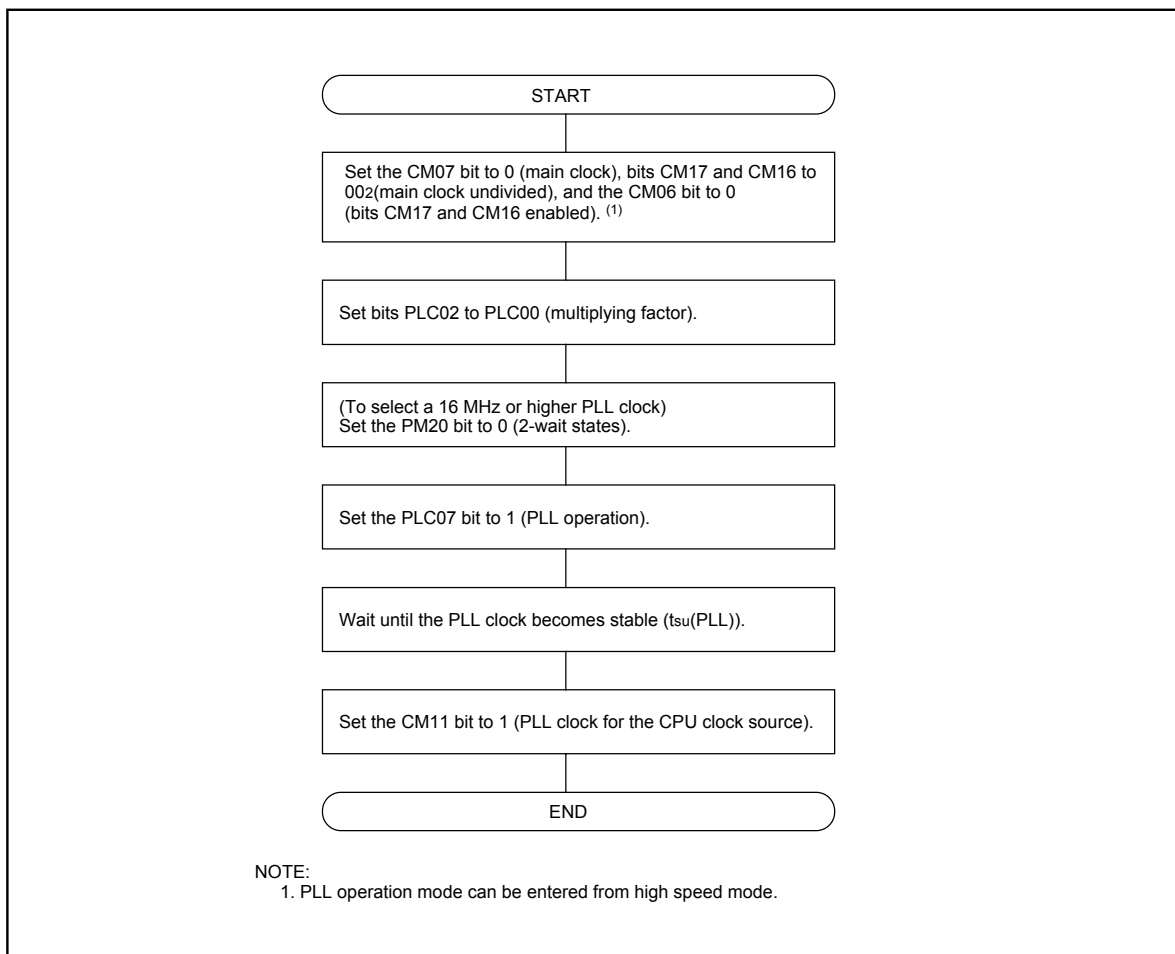 START
Set the CM07 bit to 0 (main clock), bits CM17 and CM16 to
002(main clock undivided), and the CM06 bit to 0
(bits CM17 and CM16 enabled). (1)
Set bits PLC02 to PLC00 (multiplying factor).
(To select a 16 MHz or higher PLL clock)
Set the PM20 bit to 0 (2-wait states).
Set the PLC07 bit to 1 (PLL operation).
Wait until the PLL clock becomes stable (tsu(PLL)).
Set the CM11 bit to 1 (PLL clock for the CPU clock source).
END
NOTE:
1. PLL operation mode can be entered from high speed mode.